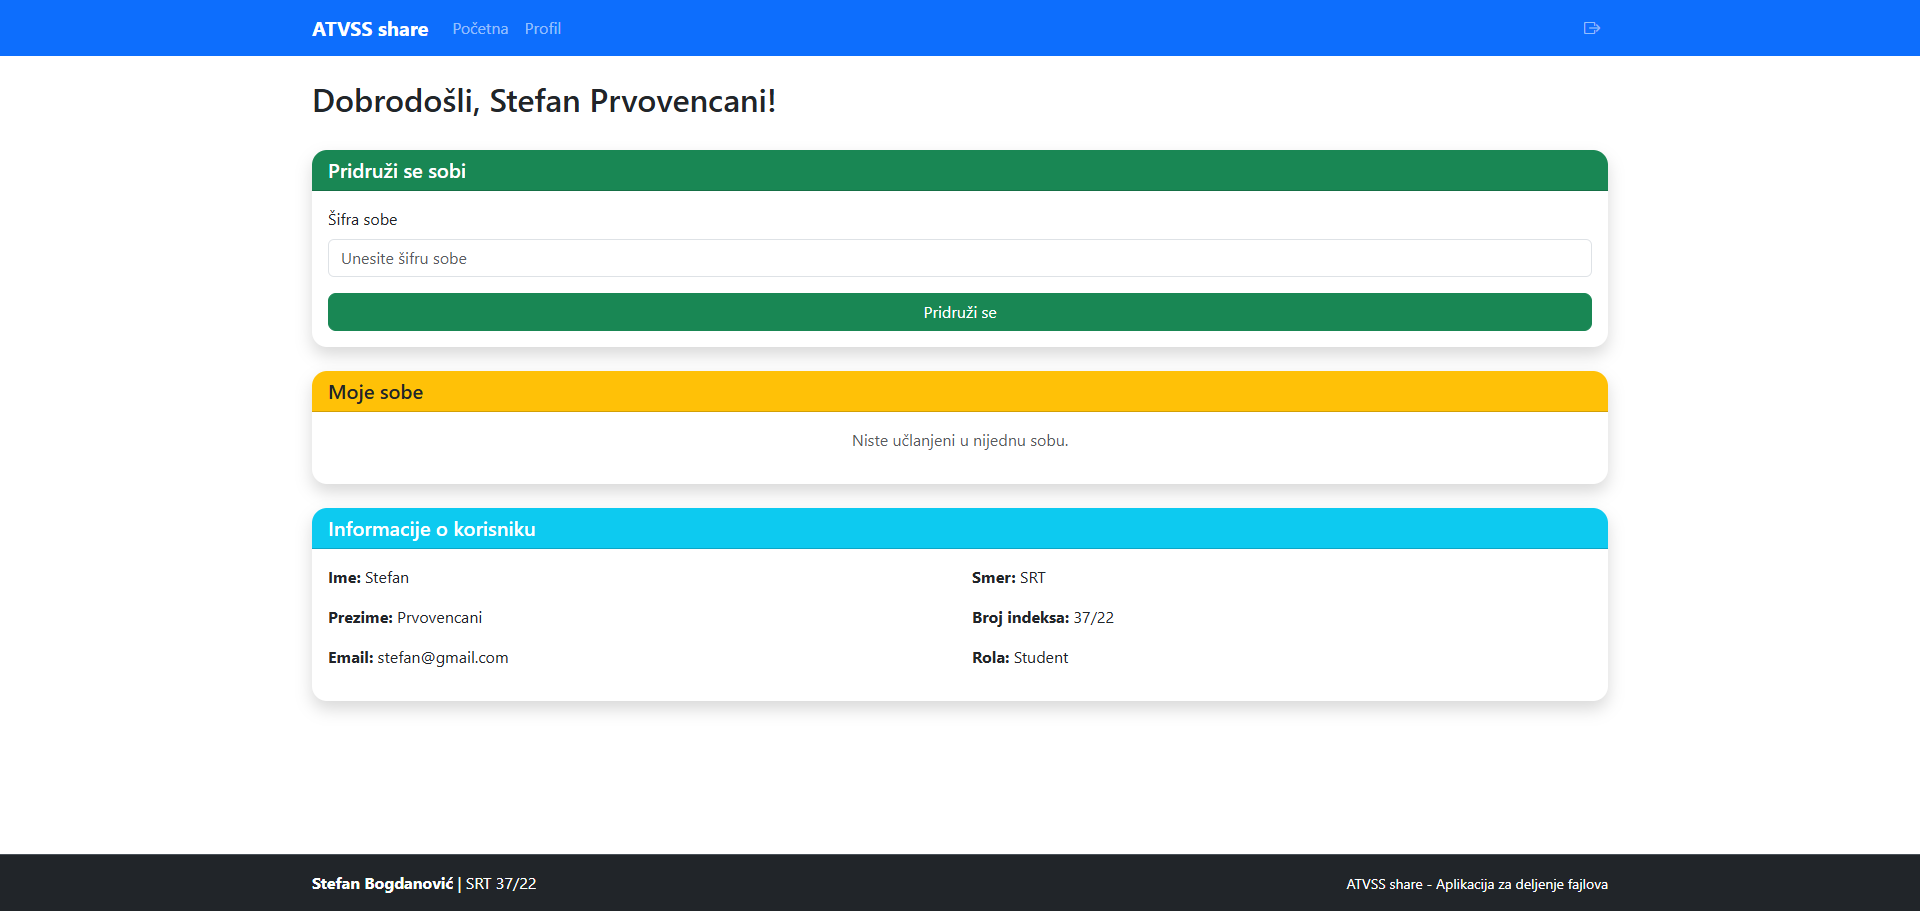 ATVSS share Početna Profil
Dobrodošli, Stefan Prvovencani!
Pridruži se sobi
Šifra sobe
Unesite šifru sobe
Pridruži se
Moje sobe
Niste učlanjeni u nijednu sobu.
Informacije o korisniku
Ime: Stefan
Prezime: Prvovencani
Email: stefan@gmail.com
Smer: SRT
Broj indeksa: 37/22
Rola: Student
Stefan Bogdanović | SRT 37/22
ATVSS share - Aplikacija za deljenje fajlova